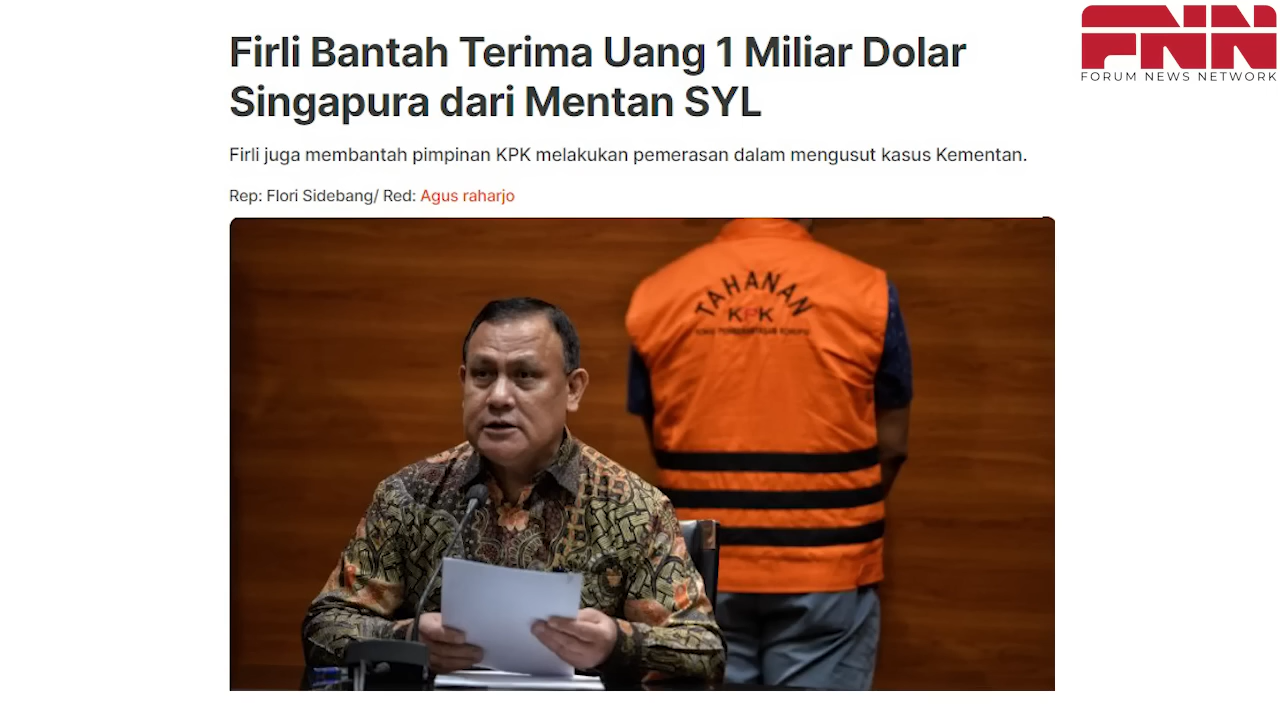 Firli Bantah Terima Uang 1 Miliar Dolar
Singapura dari Mentan SYL
FNN
FORUM NEWS NETWORK
Firli juga membantah pimpinan KPK melakukan pemerasan dalam mengusut kasus Kementan.
Rep: Flori Sidebang/ Red: Agus raharjo
TAHANAN
KPK